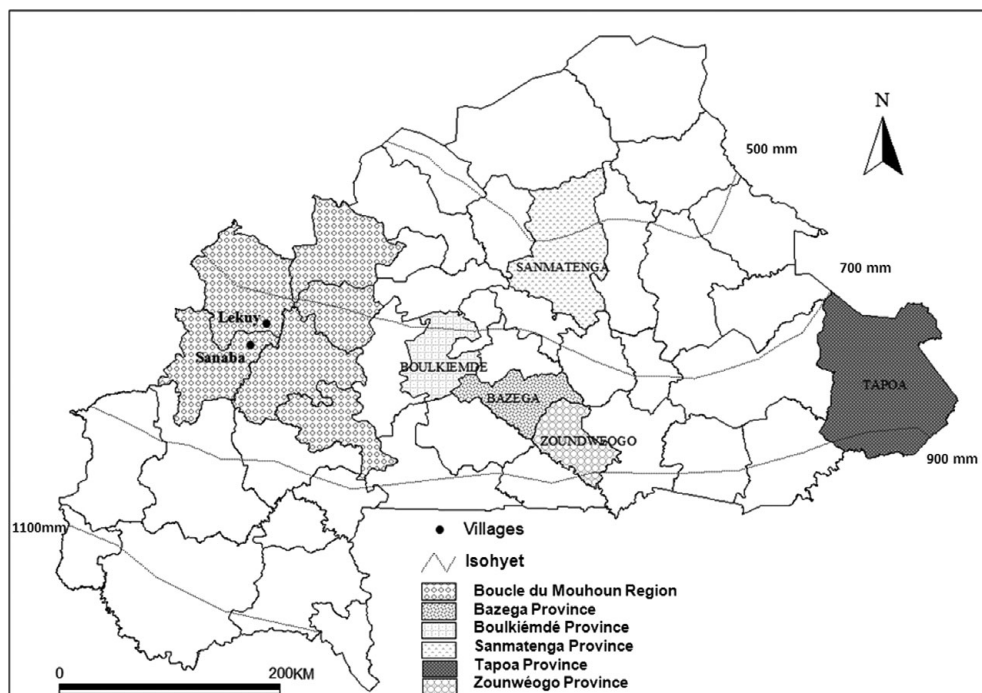 N
500 mm
700 mm
SANMATENGA
Lekuy
Sanaba
BOULKIEMDE
BAZEGA
TAPOA
ZOUNDWEOGO
900 mm
1100mm
Villages
Isohyet
Boucle du Mouhoun Region
Bazega Province
Boulkiémdé Province
Sanmatenga Province
Tapoa Province
Zounwéogo Province
0 200KM